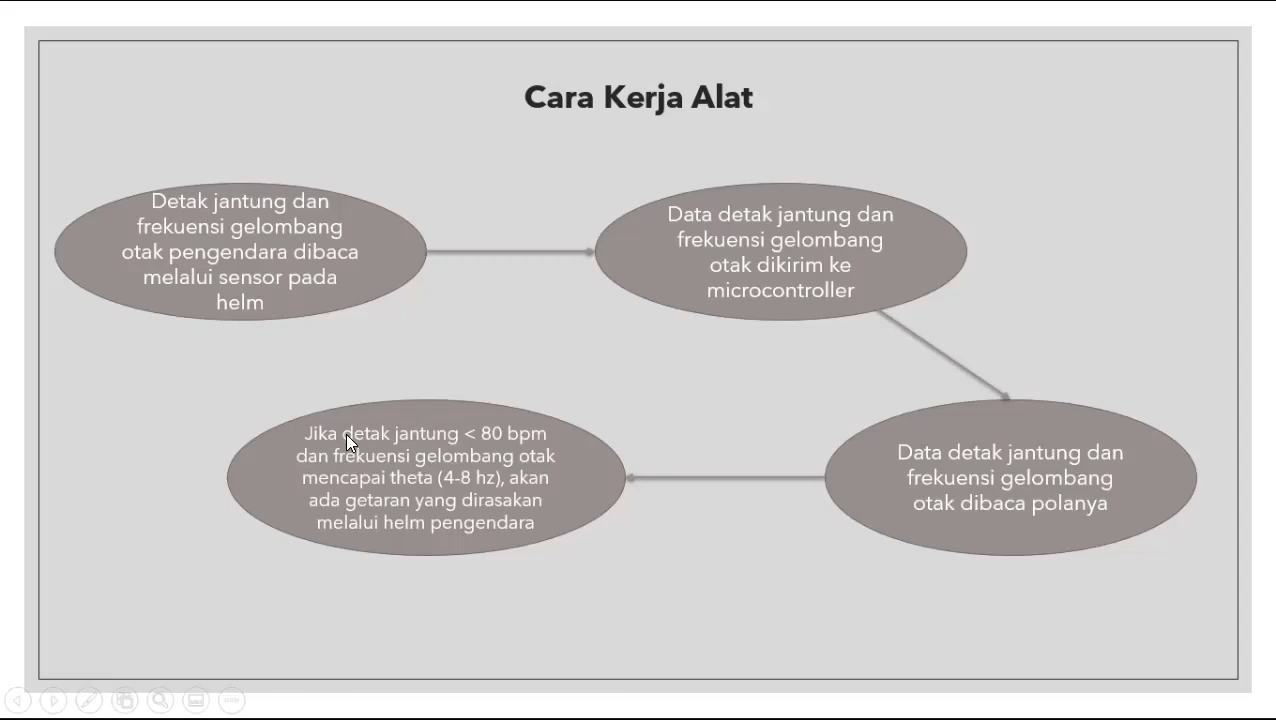 Cara Kerja Alat
Detak jantung dan
frekuensi gelombang
otak pengendara dibaca
melalui sensor pada
helm
Data detak jantung dan
frekuensi gelombang
otak dikirim ke
microcontroller
Data detak jantung dan
frekuensi gelombang
otak dibaca polanya
Jika detak jantung < 80 bpm
dan frekuensi gelombang otak
mencapai theta (4-8 hz), akan
ada getaran yang dirasakan
melalui helm pengendara